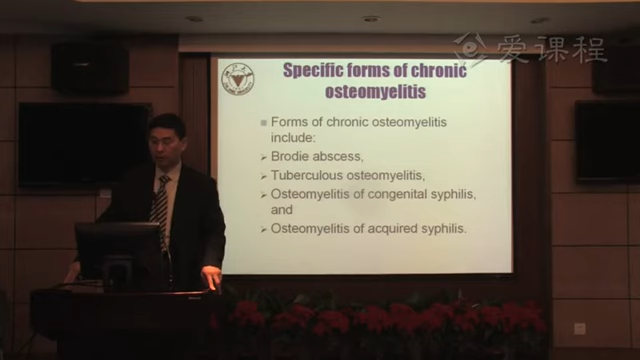 爱课程
Specific forms of chronic
osteomyelitis
Forms of chronic osteomyelitis
include:
Brodie abscess,
Tuberculous osteomyelitis,
Osteomyelitis of congenital syphilis,
and
Osteomyelitis of acquired syphilis.